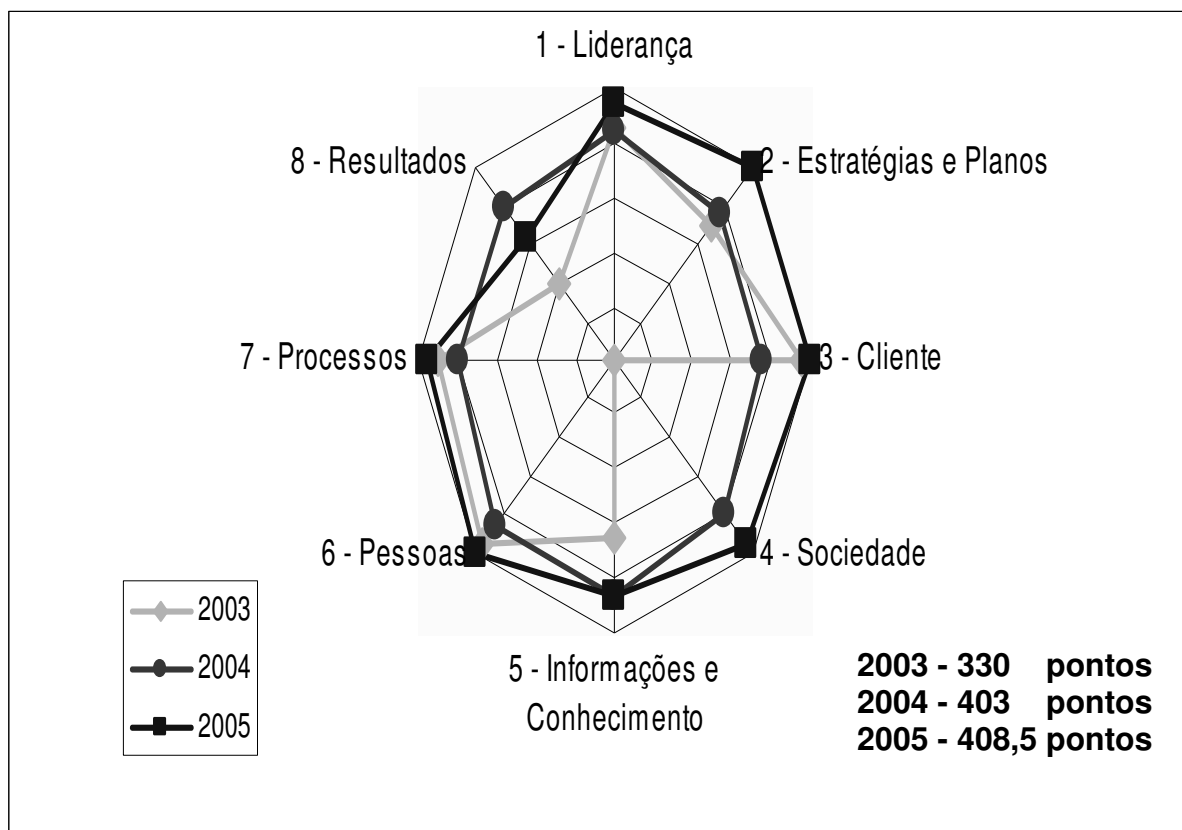 1 - Liderança
8 - Resultados
2 - Estratégias e Planos
7 - Processos
3 - Cliente
6 - Pessoas
4 - Sociedade
5 - Informações e
Conhecimento
2003
2004
2005
2003 - 330 pontos
2004 - 403 pontos
2005 - 408,5 pontos